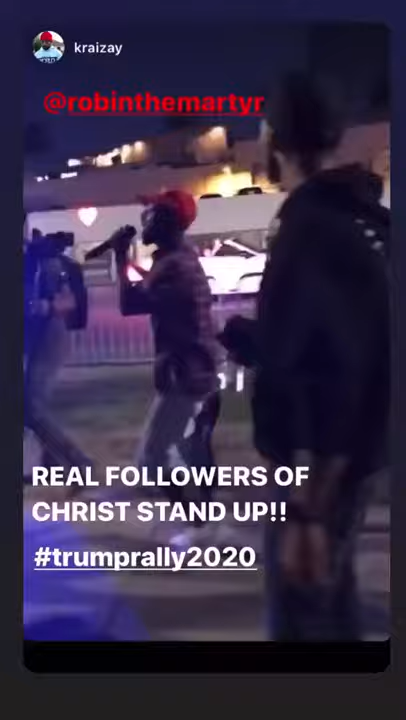 kraizay
@robinthemartyr
REAL FOLLOWERS OF
CHRIST STAND UP!!
#trumprally2020